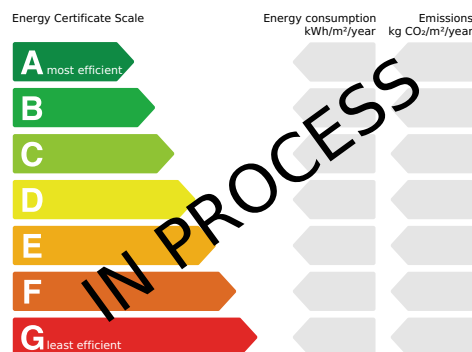 Energy Certificate Scale
Energy consumption
kWh/m²/year
Emissions
kg CO₂/m²/year
A most efficient
B
C
D
E
F
G least efficient
IN PROCESS